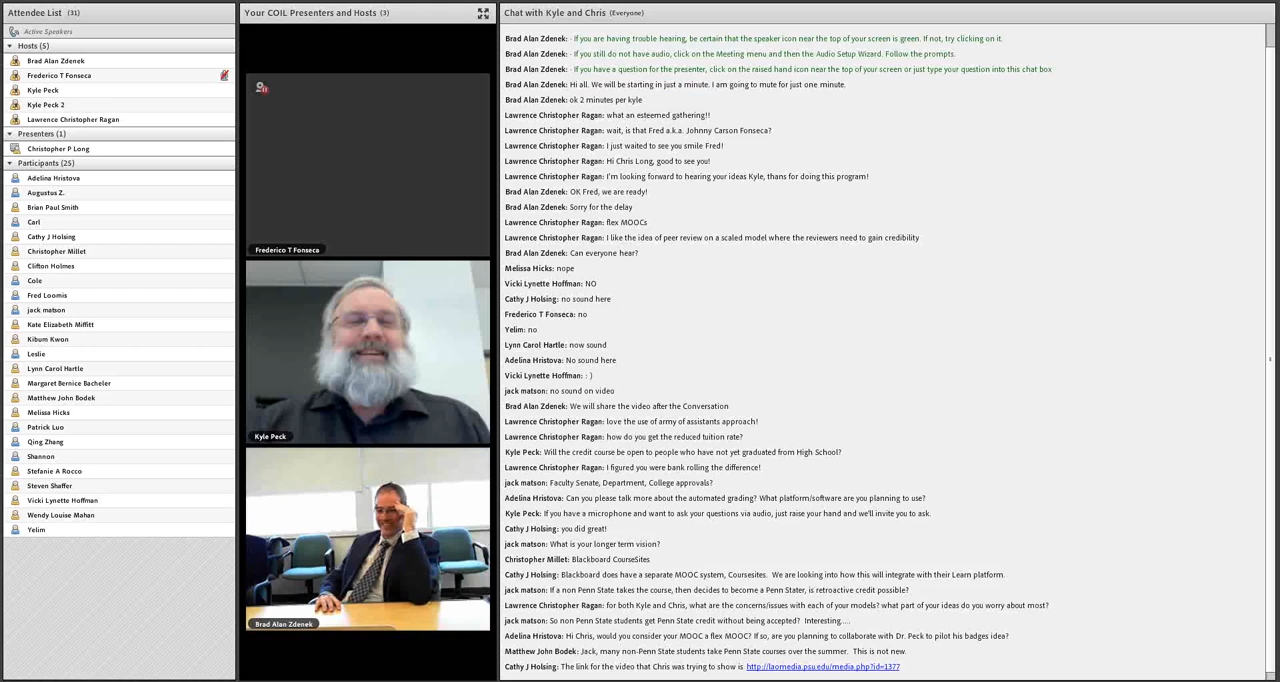 Attendee List (31)
Active Speakers
Hosts (5)
Brad Alan Zdenek
Frederico T Fonseca
Kyle Peck
Kyle Peck 2
Lawrence Christopher Ragan
Presenters (1)
Christopher P Long
Participants (25)
Adelina Hristova
Augustus Z.
Brian Paul Smith
Carl
Cathy J Holsing
Christopher Millet
Clifton Holmes
Cole
Fred Loomis
jack matson
Kate Elizabeth Miffitt
Kibum Kwon
Leslie
Lynn Carol Hartle
Margaret Bernice Bacheler
Matthew John Bodek
Melissa Hicks
Patrick Luo
Qing Zhang
Shannon
Stefanie A Rocco
Steven Shaffer
Vicki Lynette Hoffman
Wendy Louise Mahan
Yelim
Your COIL Presenters and Hosts (3)
Frederico T Fonseca
Kyle Peck
Brad Alan Zdenek
Chat with Kyle and Chris (Everyone)
Brad Alan Zdenek: · If you are having trouble hearing, be certain that the speaker icon near the top of your screen is green. If not, try clicking on it.
Brad Alan Zdenek: · If you still do not have audio, click on the Meeting menu and then the Audio Setup Wizard. Follow the prompts.
Brad Alan Zdenek: · If you have a question for the presenter, click on the raised hand icon near the top of your screen or just type your question into this chat box
Brad Alan Zdenek: Hi all. We will be starting in just a minute. I am going to mute for just one minute.
Brad Alan Zdenek: ok 2 minutes per kyle
Lawrence Christopher Ragan: what an esteemed gathering!!
Lawrence Christopher Ragan: wait, is that Fred a.k.a. Johnny Carson Fonseca?
Lawrence Christopher Ragan: I just waited to see you smile Fred!
Lawrence Christopher Ragan: Hi Chris Long, good to see you!
Lawrence Christopher Ragan: I'm looking forward to hearing your ideas Kyle, thans for doing this program!
Brad Alan Zdenek: OK Fred, we are ready!
Brad Alan Zdenek: Sorry for the delay
Lawrence Christopher Ragan: flex MOOCs
Lawrence Christopher Ragan: I like the idea of peer review on a scaled model where the reviewers need to gain credibility
Brad Alan Zdenek: Can everyone hear?
Melissa Hicks: nope
Vicki Lynette Hoffman: NO
Cathy J Holsing: no sound here
Frederico T Fonseca: no
Yelim: no
Lynn Carol Hartle: now sound
Adelina Hristova: No sound here
Vicki Lynette Hoffman: : )
jack matson: no sound on video
Brad Alan Zdenek: We will share the video after the Conversation
Lawrence Christopher Ragan: love the use of army of assistants approach!
Lawrence Christopher Ragan: how do you get the reduced tuition rate?
Kyle Peck: Will the credit course be open to people who have not yet graduated from High School?
Lawrence Christopher Ragan: I figured you were bank rolling the difference!
jack matson: Faculty Senate, Department, College approvals?
Adelina Hristova: Can you please talk more about the automated grading? What platform/software are you planning to use?
Kyle Peck: If you have a microphone and want to ask your questions via audio, just raise your hand and we'll invite you to ask.
Cathy J Holsing: you did great!
jack matson: What is your longer term vision?
Christopher Millet: Blackboard CourseSites
Cathy J Holsing: Blackboard does have a separate MOOC system, Coursesites. We are looking into how this will integrate with their Learn platform.
jack matson: If a non Penn State takes the course, then decides to become a Penn Stater, is retroactive credit possible?
Lawrence Christopher Ragan: for both Kyle and Chris, what are the concerns/issues with each of your models? what part of your ideas do you worry about most?
jack matson: So non Penn State students get Penn State credit without being accepted? Interesting.....
Adelina Hristova: Hi Chris, would you consider your MOOC a flex MOOC? If so, are you planning to collaborate with Dr. Peck to pilot his badges idea?
Matthew John Bodek: Jack, many non-Penn State students take Penn State courses over the summer. This is not new.
Cathy J Holsing: The link for the video that Chris was trying to show is http://laomedia.psu.edu/media.php?id=1377